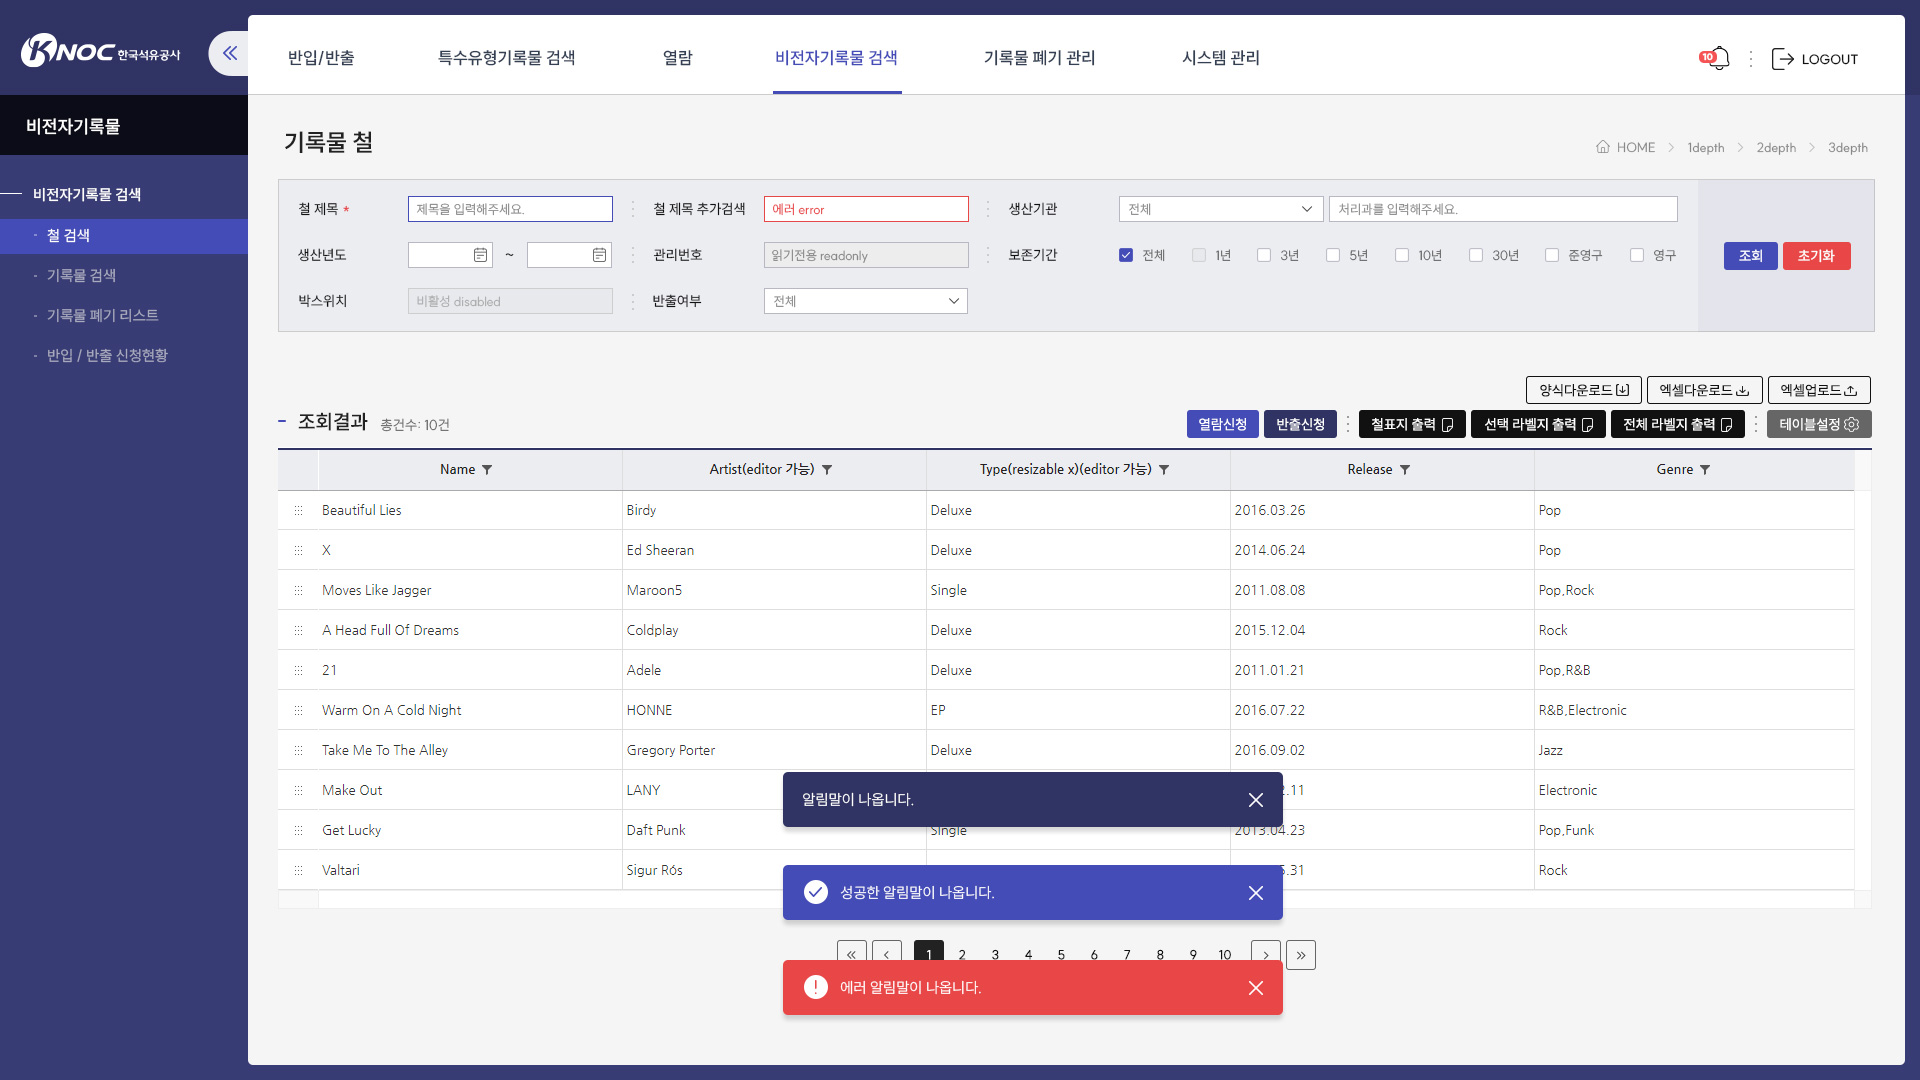 KNOC 한국석유공사
반입/반출 특수유형기록물 검색 열람 비전자기록물 검색 기록물 폐기 관리 시스템 관리 10 LOGOUT
비전자기록물
비전자기록물 검색
· 철 검색
· 기록물 검색
· 기록물 폐기 리스트
· 반입 / 반출 신청현황
기록물 철
HOME > 1depth > 2depth > 3depth
철 제목 * 제목을 입력해주세요. 철 제목 추가검색 에러 error 생산기관 전체 처리과를 입력해주세요.
생산년도 ~ 관리번호 읽기전용 readonly 보존기간 전체 1년 3년 5년 10년 30년 준영구 영구 조회 초기화
박스위치 비활성 disabled 반출여부 전체
양식다운로드 엑셀다운로드 엑셀업로드
- 조회결과 총건수: 10건 열람신청 반출신청 철표지 출력 선택 라벨지 출력 전체 라벨지 출력 테이블설정
Name Artist(editor 가능) Type(resizable x)(editor 가능) Release Genre
Beautiful Lies Birdy Deluxe 2016.03.26 Pop
X Ed Sheeran Deluxe 2014.06.24 Pop
Moves Like Jagger Maroon5 Single 2011.08.08 Pop,Rock
A Head Full Of Dreams Coldplay Deluxe 2015.12.04 Rock
21 Adele Deluxe 2011.01.21 Pop,R&B
Warm On A Cold Night HONNE EP 2016.07.22 R&B,Electronic
Take Me To The Alley Gregory Porter Deluxe 2016.09.02 Jazz
Make Out LANY .11 Electronic
알림말이 나옵니다.
Get Lucky Daft Punk Single 2013.04.23 Pop,Funk
Valtari Sigur Rós .31 Rock
성공한 알림말이 나옵니다.
« ‹ 1 2 3 4 5 6 7 8 9 10 › »
에러 알림말이 나옵니다.